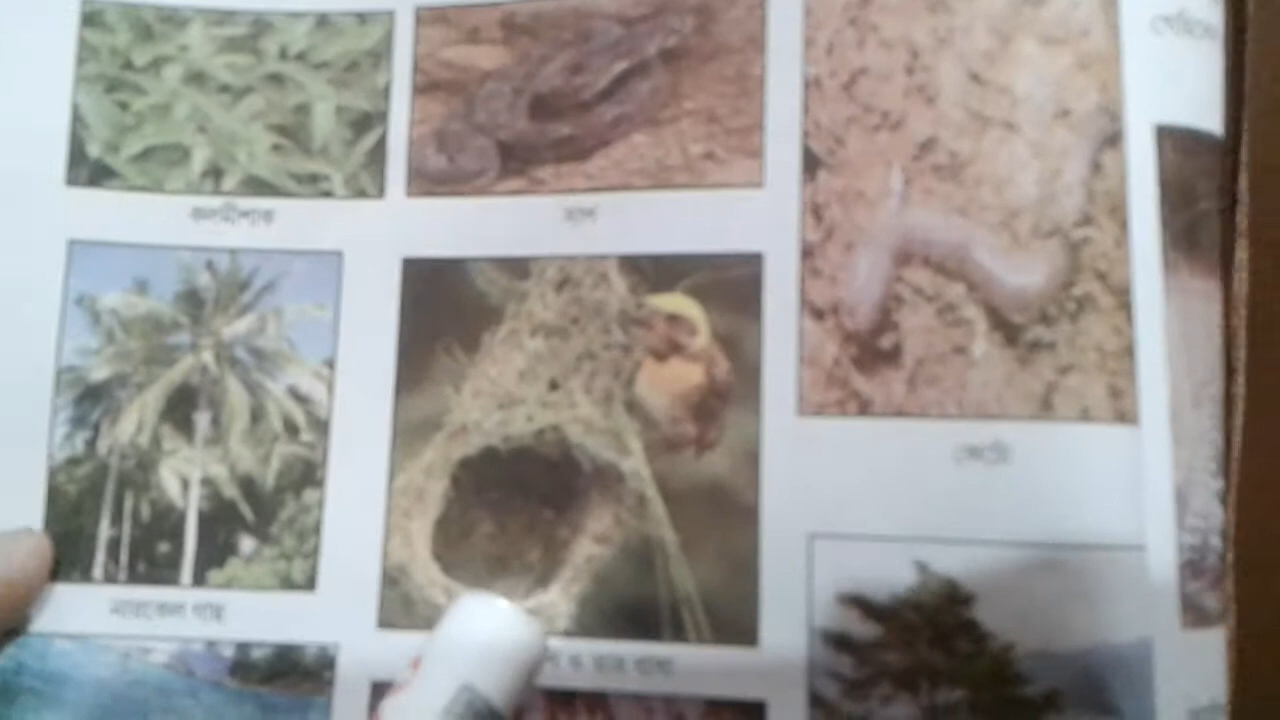 কলমীশাক
সাপ
কেঁচো
নারকেল গাছ
ও তার বাসা